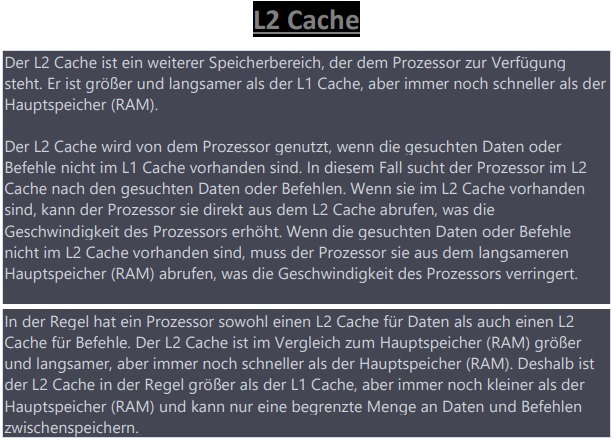 L2 Cache
Der L2 Cache ist ein weiterer Speicherbereich, der dem Prozessor zur Verfügung
steht. Er ist größer und langsamer als der L1 Cache, aber immer noch schneller als der
Hauptspeicher (RAM).
Der L2 Cache wird von dem Prozessor genutzt, wenn die gesuchten Daten oder
Befehle nicht im L1 Cache vorhanden sind. In diesem Fall sucht der Prozessor im L2
Cache nach den gesuchten Daten oder Befehlen. Wenn sie im L2 Cache vorhanden
sind, kann der Prozessor sie direkt aus dem L2 Cache abrufen, was die
Geschwindigkeit des Prozessors erhöht. Wenn die gesuchten Daten oder Befehle
nicht im L2 Cache vorhanden sind, muss der Prozessor sie aus dem langsameren
Hauptspeicher (RAM) abrufen, was die Geschwindigkeit des Prozessors verringert.
In der Regel hat ein Prozessor sowohl einen L2 Cache für Daten als auch einen L2
Cache für Befehle. Der L2 Cache ist im Vergleich zum Hauptspeicher (RAM) größer
und langsamer, aber immer noch schneller als der Hauptspeicher (RAM). Deshalb ist
der L2 Cache in der Regel größer als der L1 Cache, aber immer noch kleiner als der
Hauptspeicher (RAM) und kann nur eine begrenzte Menge an Daten und Befehlen
zwischenspeichern.